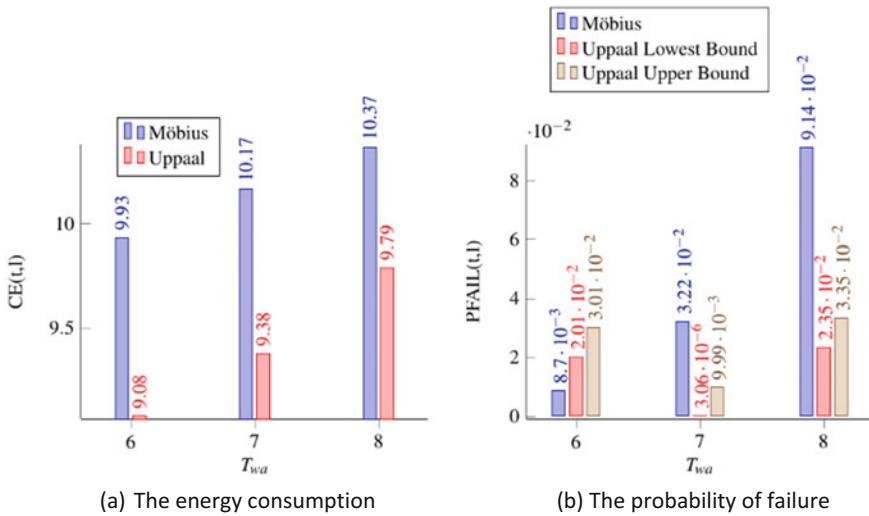 Möbius
Uppaal
CE(t,l)
10
9.5
9.93
9.08
10.17
9.38
10.37
9.79
6
7
8
T_wa
(a) The energy consumption
Möbius
Uppaal Lowest Bound
Uppaal Upper Bound
·10⁻²
PFAIL(t,l)
8
6
4
2
0
8.7 · 10⁻³
2.01 · 10⁻²
3.01 · 10⁻²
3.22 · 10⁻²
3.06 · 10⁻⁶
9.99 · 10⁻³
9.14 · 10⁻²
2.35 · 10⁻²
3.35 · 10⁻²
6
7
8
T_wa
(b) The probability of failure